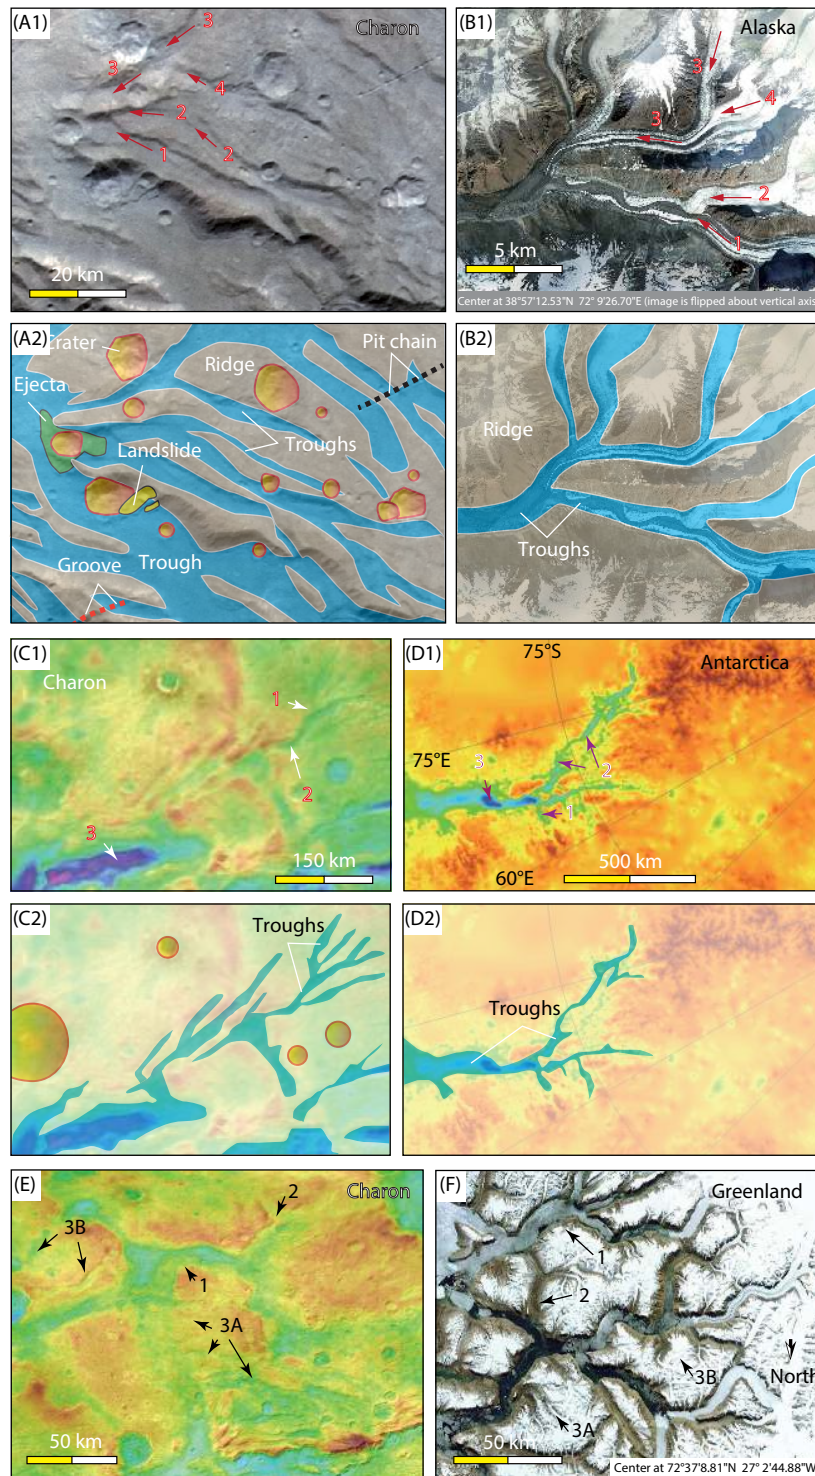 (A1)
Charon
3
3
4
2
2
1
20 km
(B1)
Alaska
3
4
3
2
1
5 km
Center at 38°57'12.53"N 72° 9'26.70"E (image is flipped about vertical axis
(A2)
Crater
Pit chain
Ridge
Ejecta
Troughs
Landslide
Trough
Groove
(B2)
Ridge
Troughs
(C1)
Charon
1
2
3
150 km
(D1)
75°S
Antarctica
75°E
3
2
1
60°E
500 km
(C2)
Troughs
(D2)
Troughs
(E)
Charon
2
3B
1
3A
50 km
(F)
Greenland
1
2
3B
North
3A
50 km
Center at 72°37'8.81"N 27° 2'44.88"W